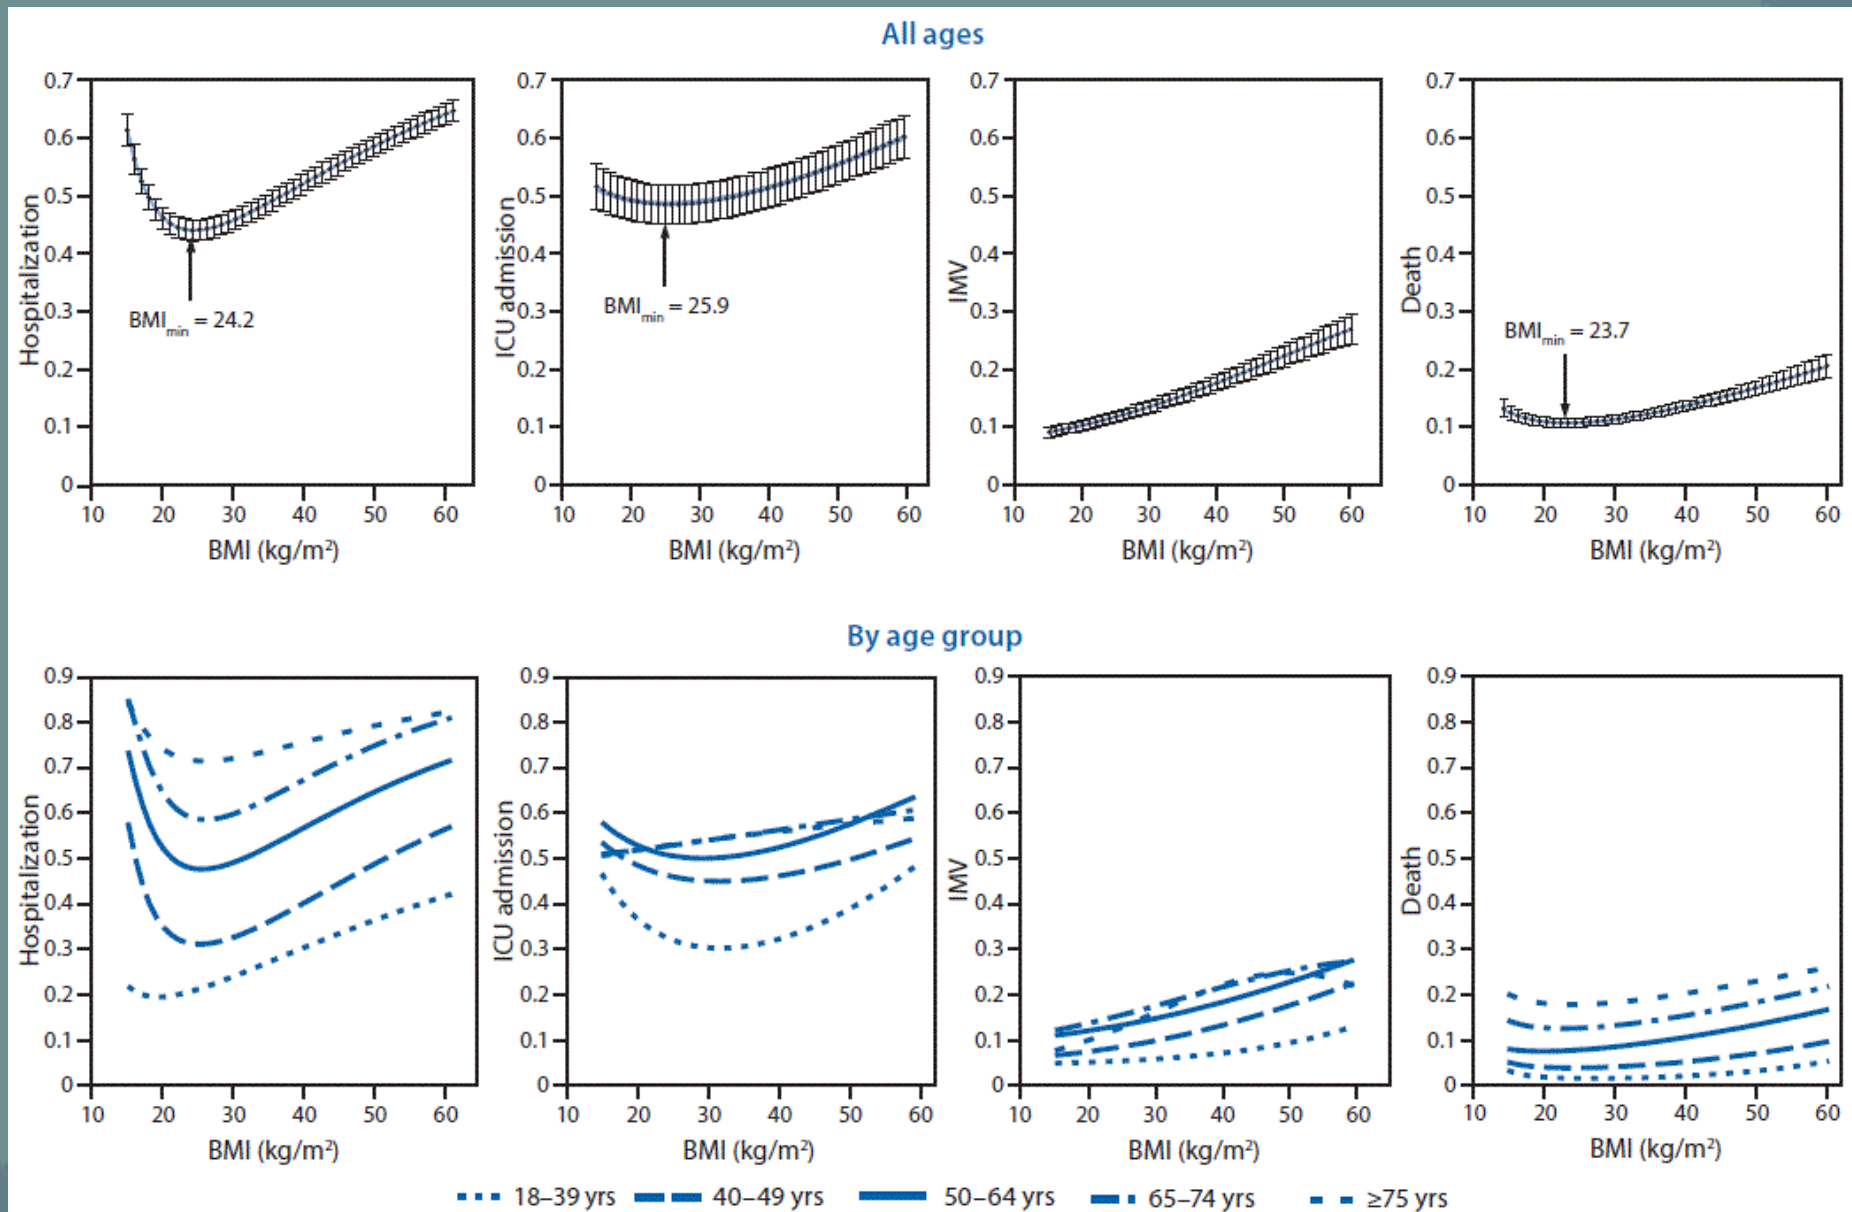 All ages
0.7 0.6 0.5 0.4 0.3 0.2 0.1 0
Hospitalization
BMImin = 24.2
10 20 30 40 50 60
BMI (kg/m²)
0.7 0.6 0.5 0.4 0.3 0.2 0.1 0
ICU admission
BMImin = 25.9
10 20 30 40 50 60
BMI (kg/m²)
0.7 0.6 0.5 0.4 0.3 0.2 0.1 0
IMV
10 20 30 40 50 60
BMI (kg/m²)
0.7 0.6 0.5 0.4 0.3 0.2 0.1 0
Death
BMImin = 23.7
10 20 30 40 50 60
BMI (kg/m²)
By age group
0.9 0.8 0.7 0.6 0.5 0.4 0.3 0.2 0.1 0
Hospitalization
10 20 30 40 50 60
BMI (kg/m²)
0.9 0.8 0.7 0.6 0.5 0.4 0.3 0.2 0.1 0
ICU admission
10 20 30 40 50 60
BMI (kg/m²)
0.9 0.8 0.7 0.6 0.5 0.4 0.3 0.2 0.1 0
IMV
10 20 30 40 50 60
BMI (kg/m²)
0.9 0.8 0.7 0.6 0.5 0.4 0.3 0.2 0.1 0
Death
10 20 30 40 50 60
BMI (kg/m²)
18–39 yrs 40–49 yrs 50–64 yrs 65–74 yrs ≥75 yrs